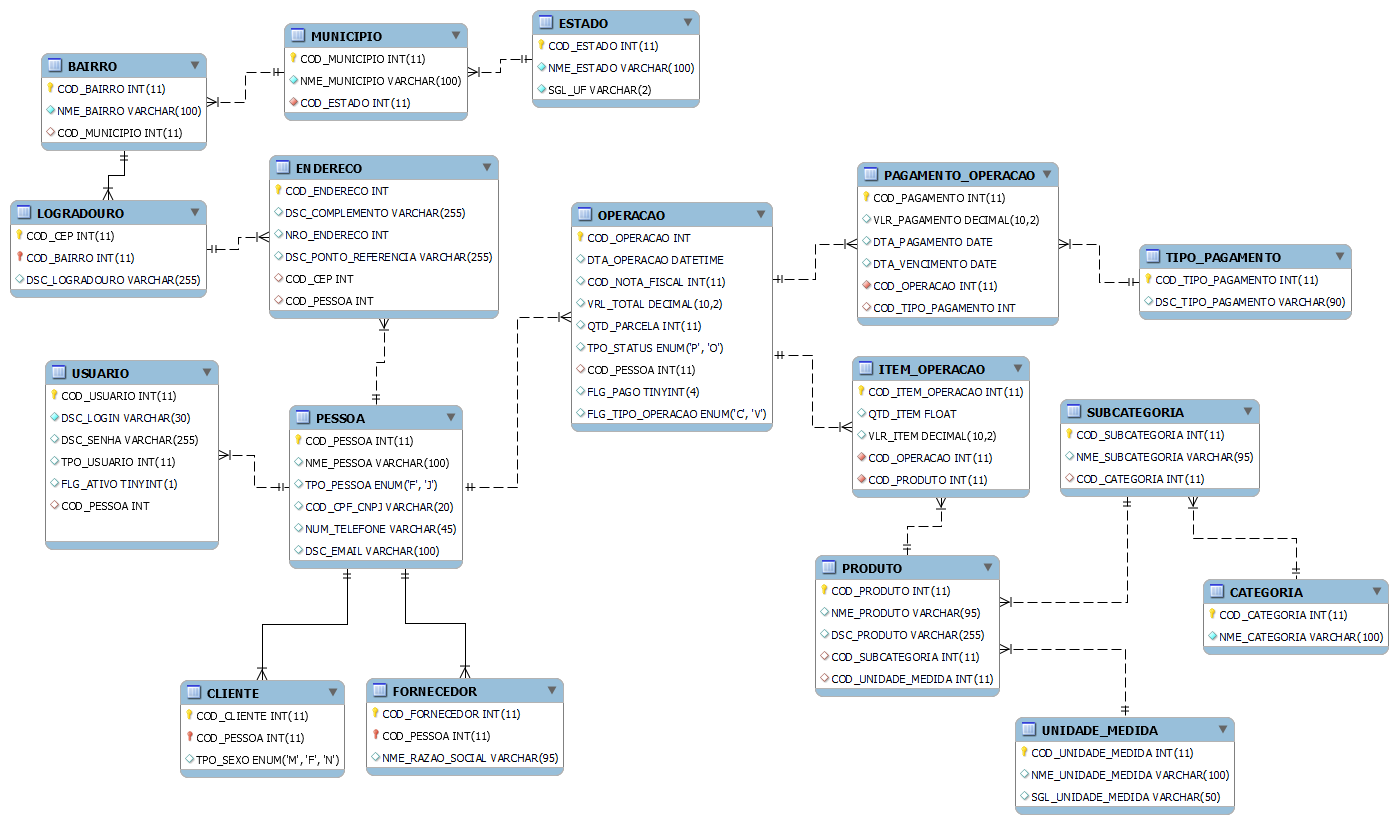 ESTADO
COD_ESTADO INT(11)
NME_ESTADO VARCHAR(100)
SGL_UF VARCHAR(2)
MUNICIPIO
COD_MUNICIPIO INT(11)
NME_MUNICIPIO VARCHAR(100)
COD_ESTADO INT(11)
BAIRRO
COD_BAIRRO INT(11)
NME_BAIRRO VARCHAR(100)
COD_MUNICIPIO INT(11)
LOGRADOURO
COD_CEP INT(11)
COD_BAIRRO INT(11)
DSC_LOGRADOURO VARCHAR(255)
ENDERECO
COD_ENDERECO INT
DSC_COMPLEMENTO VARCHAR(255)
NRO_ENDERECO INT
DSC_PONTO_REFERENCIA VARCHAR(255)
COD_CEP INT
COD_PESSOA INT
OPERACAO
COD_OPERACAO INT
DTA_OPERACAO DATETIME
COD_NOTA_FISCAL INT(11)
VRL_TOTAL DECIMAL(10,2)
QTD_PARCELA INT(11)
TPO_STATUS ENUM('P', 'O')
COD_PESSOA INT(11)
FLG_PAGO TINYINT(4)
FLG_TIPO_OPERACAO ENUM('C', 'V')
PAGAMENTO_OPERACAO
COD_PAGAMENTO INT(11)
VLR_PAGAMENTO DECIMAL(10,2)
DTA_PAGAMENTO DATE
DTA_VENCIMENTO DATE
COD_OPERACAO INT(11)
COD_TIPO_PAGAMENTO INT
TIPO_PAGAMENTO
COD_TIPO_PAGAMENTO INT(11)
DSC_TIPO_PAGAMENTO VARCHAR(90)
USUARIO
COD_USUARIO INT(11)
DSC_LOGIN VARCHAR(30)
DSC_SENHA VARCHAR(255)
TPO_USUARIO INT(11)
FLG_ATIVO TINYINT(1)
COD_PESSOA INT
PESSOA
COD_PESSOA INT(11)
NME_PESSOA VARCHAR(100)
TPO_PESSOA ENUM('F', 'J')
COD_CPF_CNPJ VARCHAR(20)
NUM_TELEFONE VARCHAR(45)
DSC_EMAIL VARCHAR(100)
ITEM_OPERACAO
COD_ITEM_OPERACAO INT(11)
QTD_ITEM FLOAT
VLR_ITEM DECIMAL(10,2)
COD_OPERACAO INT(11)
COD_PRODUTO INT(11)
SUBCATEGORIA
COD_SUBCATEGORIA INT(11)
NME_SUBCATEGORIA VARCHAR(95)
COD_CATEGORIA INT(11)
PRODUTO
COD_PRODUTO INT(11)
NME_PRODUTO VARCHAR(95)
DSC_PRODUTO VARCHAR(255)
COD_SUBCATEGORIA INT(11)
COD_UNIDADE_MEDIDA INT(11)
CATEGORIA
COD_CATEGORIA INT(11)
NME_CATEGORIA VARCHAR(100)
CLIENTE
COD_CLIENTE INT(11)
COD_PESSOA INT(11)
TPO_SEXO ENUM('M', 'F', 'N')
FORNECEDOR
COD_FORNECEDOR INT(11)
COD_PESSOA INT(11)
NME_RAZAO_SOCIAL VARCHAR(95)
UNIDADE_MEDIDA
COD_UNIDADE_MEDIDA INT(11)
NME_UNIDADE_MEDIDA VARCHAR(100)
SGL_UNIDADE_MEDIDA VARCHAR(50)